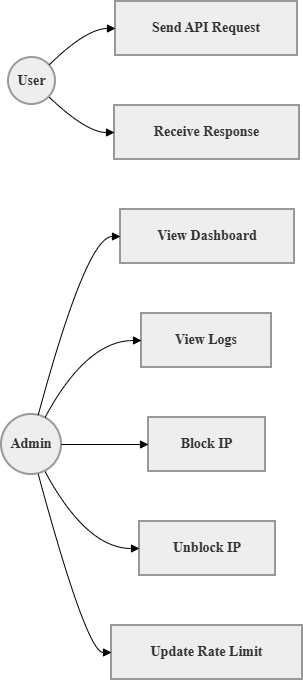 Send API Request
User
Receive Response
View Dashboard
View Logs
Admin
Block IP
Unblock IP
Update Rate Limit